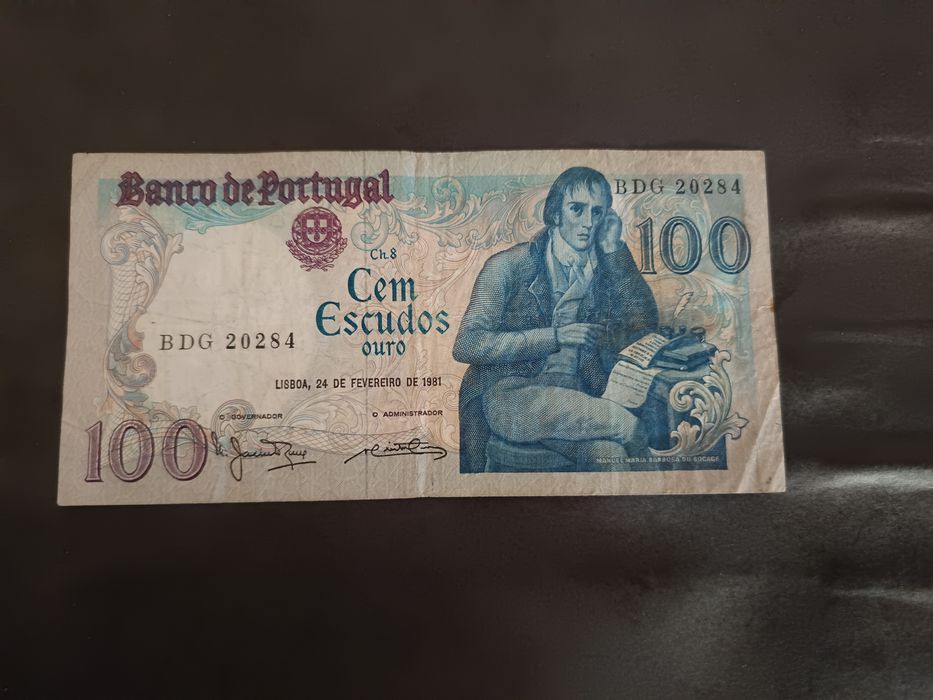 Banco de Portugal
BDG 20284
100
Ch.8
Cem
Escudos
ouro
BDG 20284
LISBOA, 24 DE FEVEREIRO DE 1981
O GOVERNADOR
O ADMINISTRADOR
100
MANUEL MARIA BARBOSA DU BOCAGE